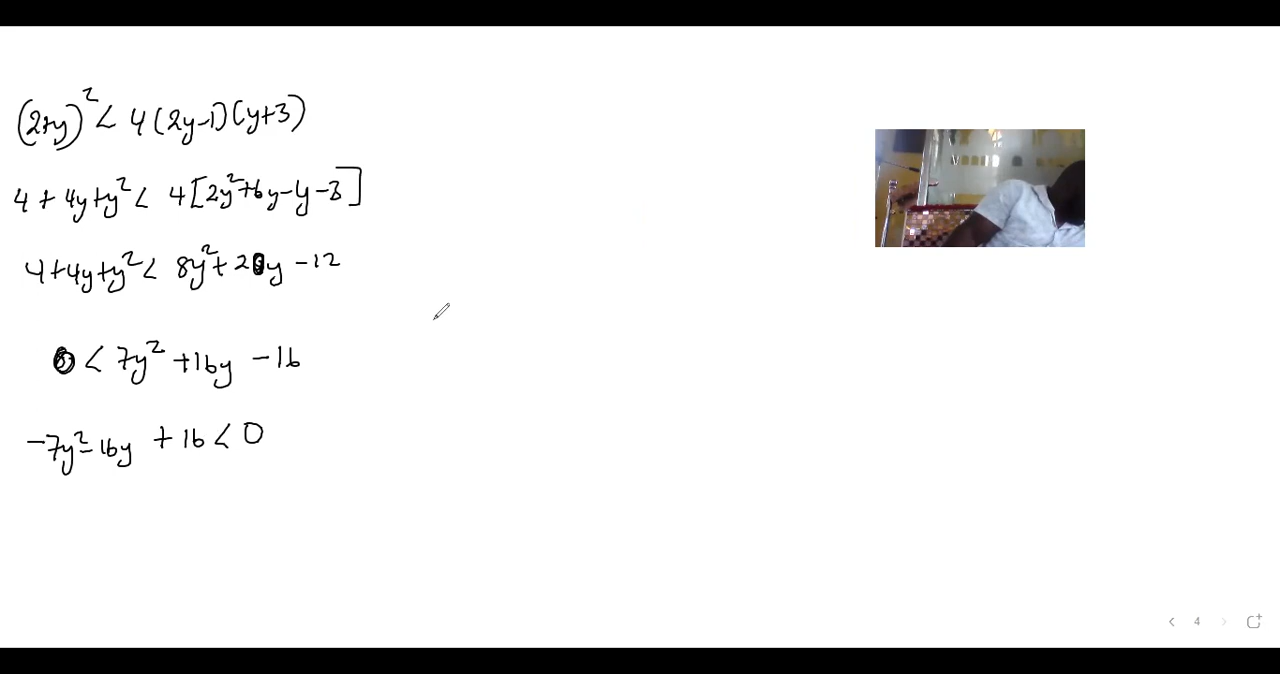 (2+y)² < 4(2y-1)(y+3)
4 + 4y+y² < 4[2y²+6y-y-3]
4+4y+y² < 8y²+20y -12
0 < 7y² +16y -16
-7y²-16y + 16 < 0
4